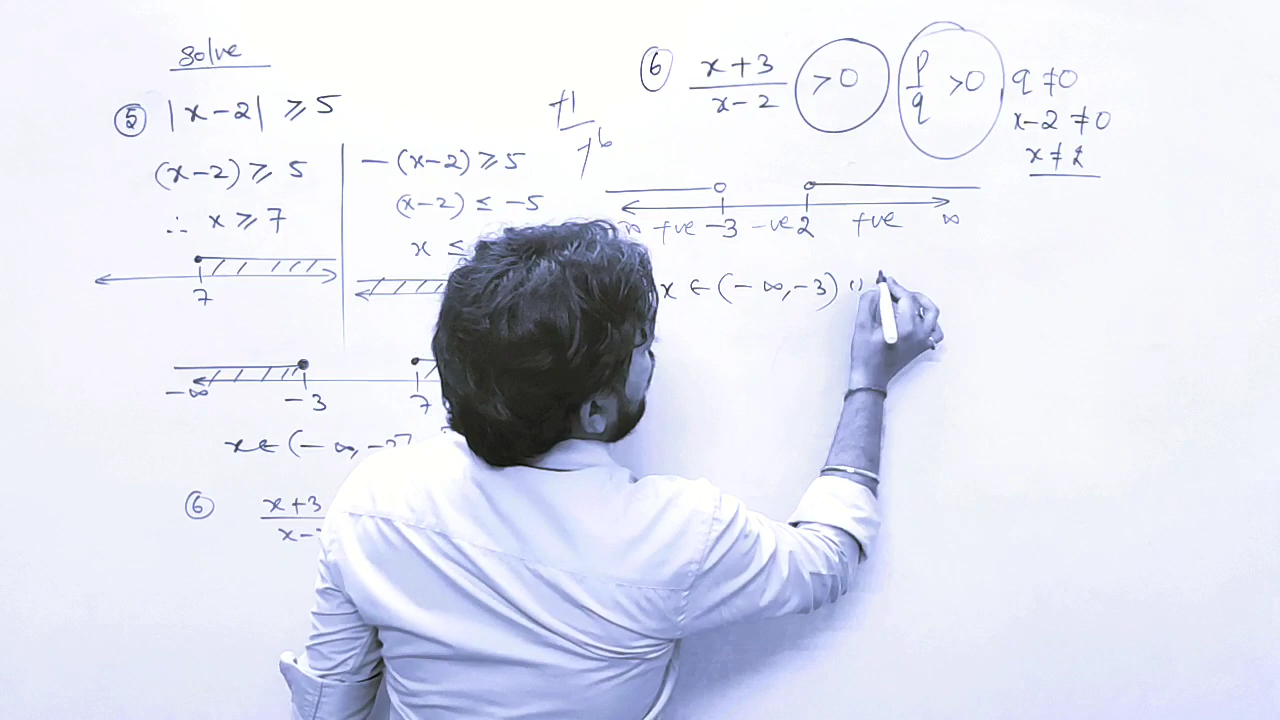 solve
⑤ |x-2| ≥ 5
(x-2) ≥ 5
∴ x ≥ 7
7
-(x-2) ≥ 5
(x-2) ≤ -5
x ≤
-∞ -3 7
x ∈ (-∞, -3]
⑥ x+3
x-
+1
⑥ x+3 / x-2 > 0
p/q > 0
q ≠ 0
x-2 ≠ 0
x ≠ 2
+ve -3 -ve 2 +ve ∞
x ∈ (-∞, -3) ∪